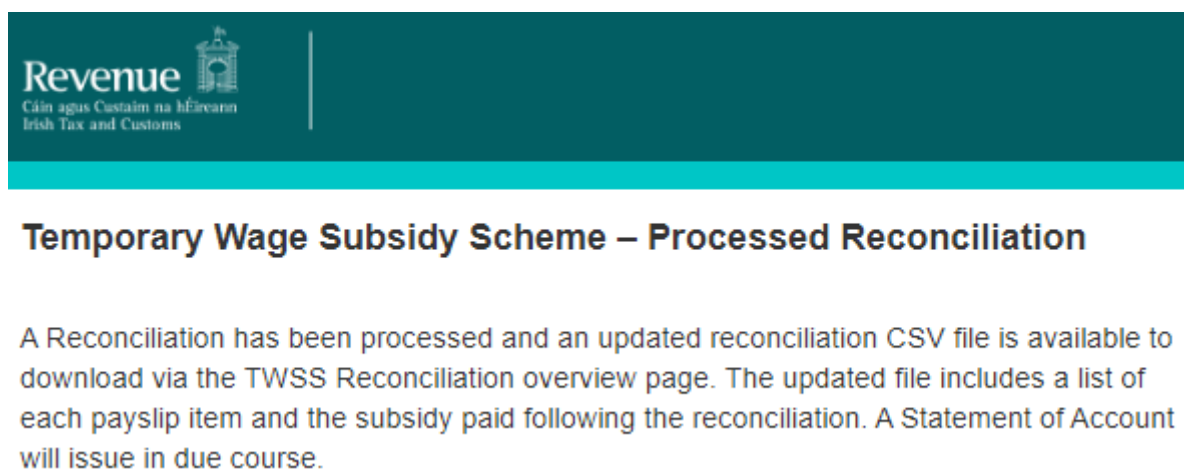 Revenue
Cáin agus Custaim na hÉireann
Irish Tax and Customs
Temporary Wage Subsidy Scheme – Processed Reconciliation
A Reconciliation has been processed and an updated reconciliation CSV file is available to
download via the TWSS Reconciliation overview page. The updated file includes a list of
each payslip item and the subsidy paid following the reconciliation. A Statement of Account
will issue in due course.